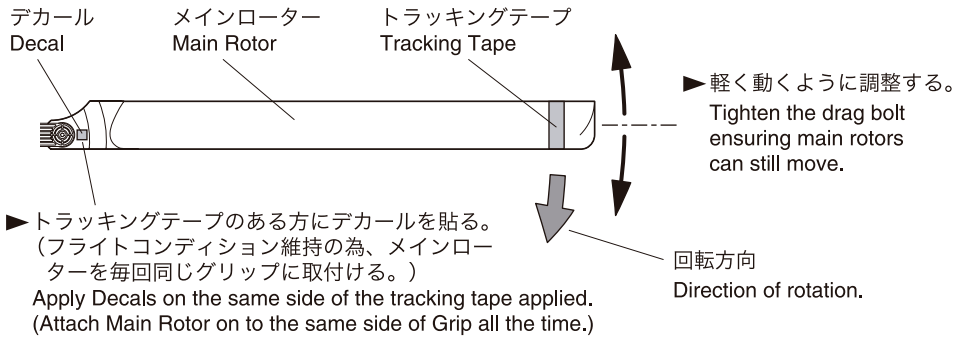 デカール
Decal
メインローター
Main Rotor
トラッキングテープ
Tracking Tape
►軽く動くように調整する。
Tighten the drag bolt
ensuring main rotors
can still move.
►トラッキングテープのある方にデカールを貼る。
（フライトコンディション維持の為、メインロー
ターを毎回同じグリップに取付ける。）
Apply Decals on the same side of the tracking tape applied.
(Attach Main Rotor on to the same side of Grip all the time.)
回転方向
Direction of rotation.